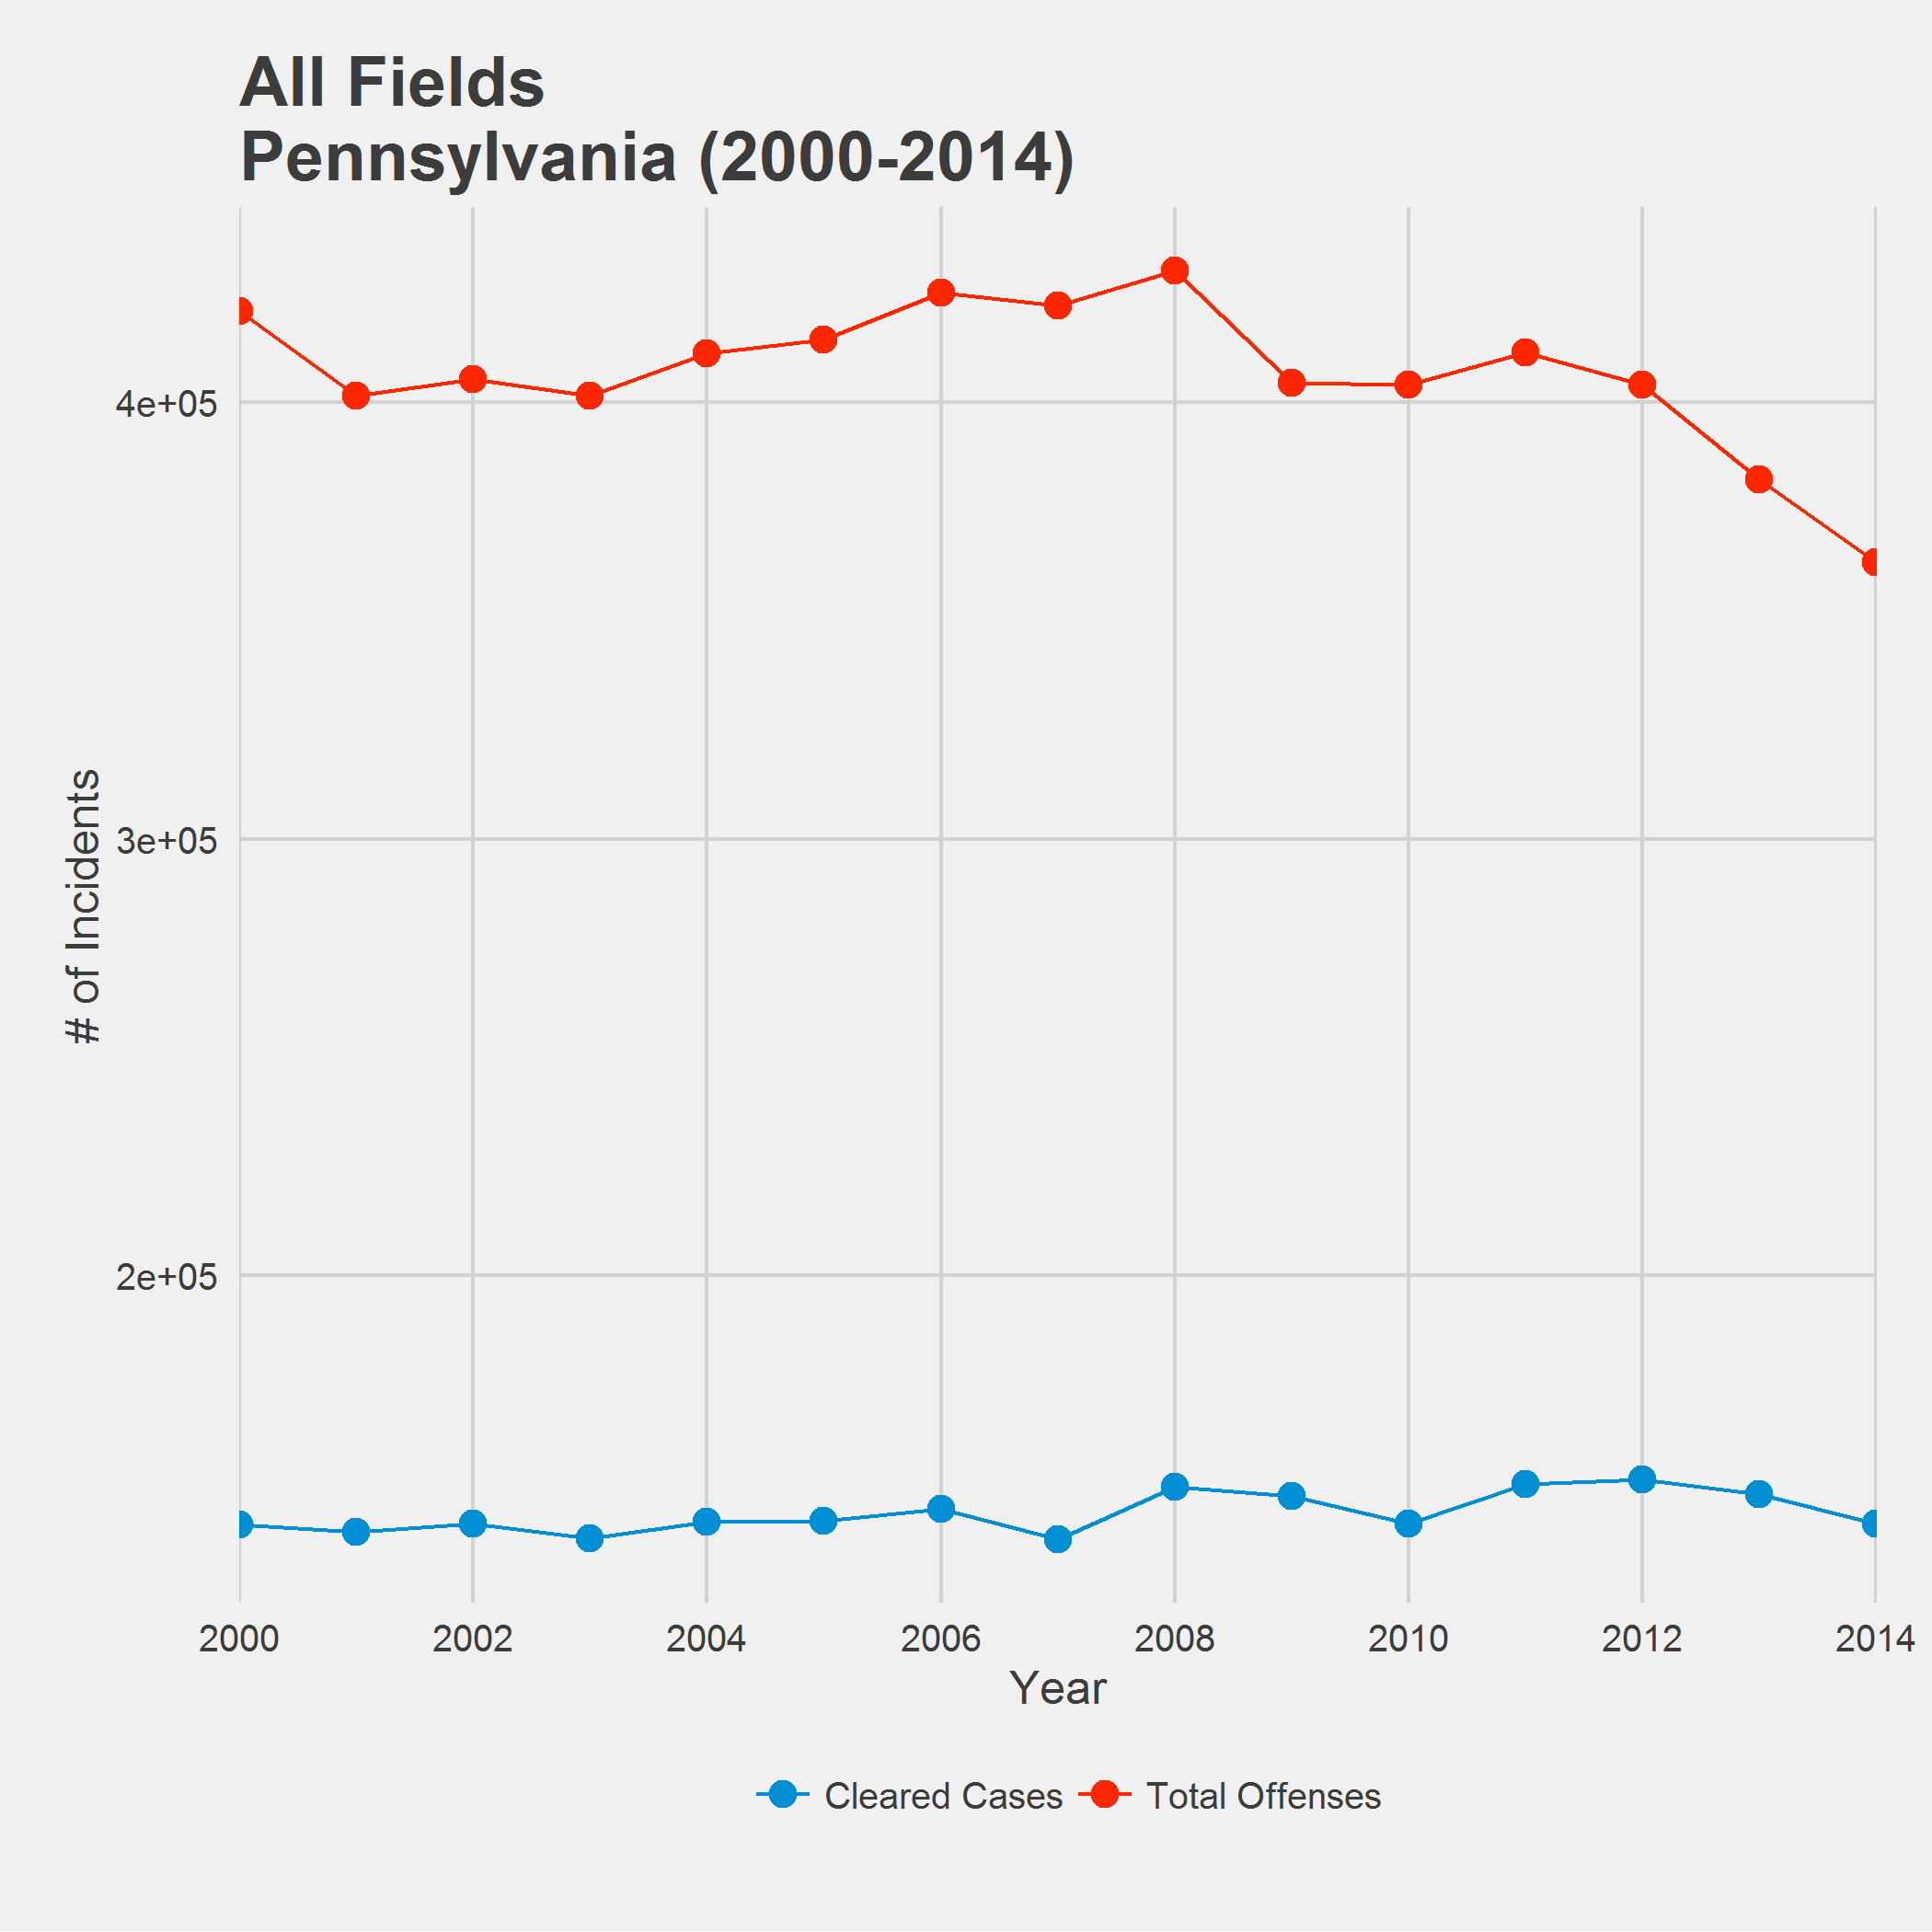 All Fields
Pennsylvania (2000-2014)
4e+05
3e+05
2e+05
# of Incidents
2000 2002 2004 2006 2008 2010 2012 2014
Year
Cleared Cases Total Offenses